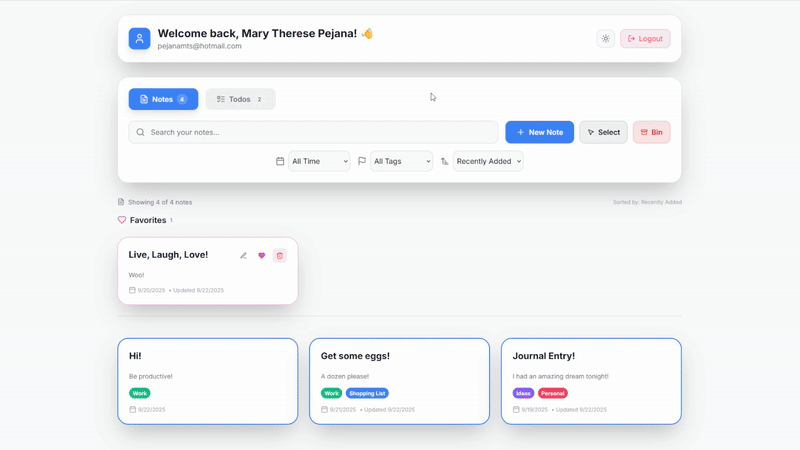 Welcome back, Mary Therese Pejana! 👋
pejanamts@hotmail.com
Logout
Notes 4
Todos 2
Search your notes...
New Note
Select
Bin
All Time
All Tags
Recently Added
Showing 4 of 4 notes
Sorted by: Recently Added
Favorites 1
Live, Laugh, Love!
Woo!
9/20/2025 • Updated 9/22/2025
Hi!
Be productive!
Work
9/22/2025
Get some eggs!
A dozen please!
Work Shopping List
9/21/2025 • Updated 9/22/2025
Journal Entry!
I had an amazing dream tonight!
Ideas Personal
9/19/2025 • Updated 9/22/2025